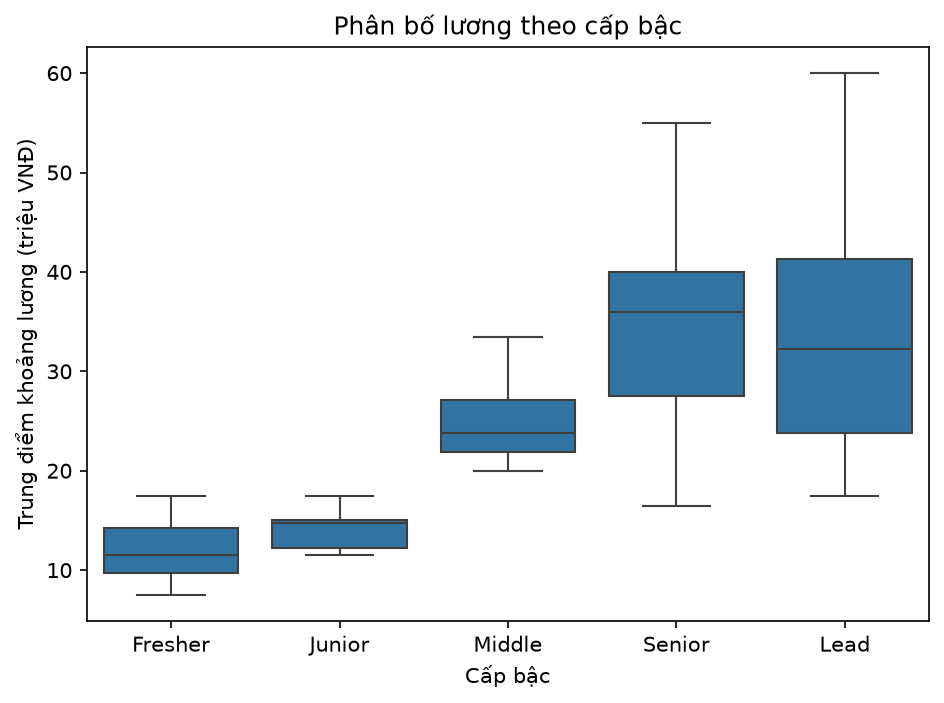 Phân bố lương theo cấp bậc
Trung điểm khoảng lương (triệu VNĐ)
60
50
40
30
20
10
Fresher
Junior
Middle
Senior
Lead
Cấp bậc